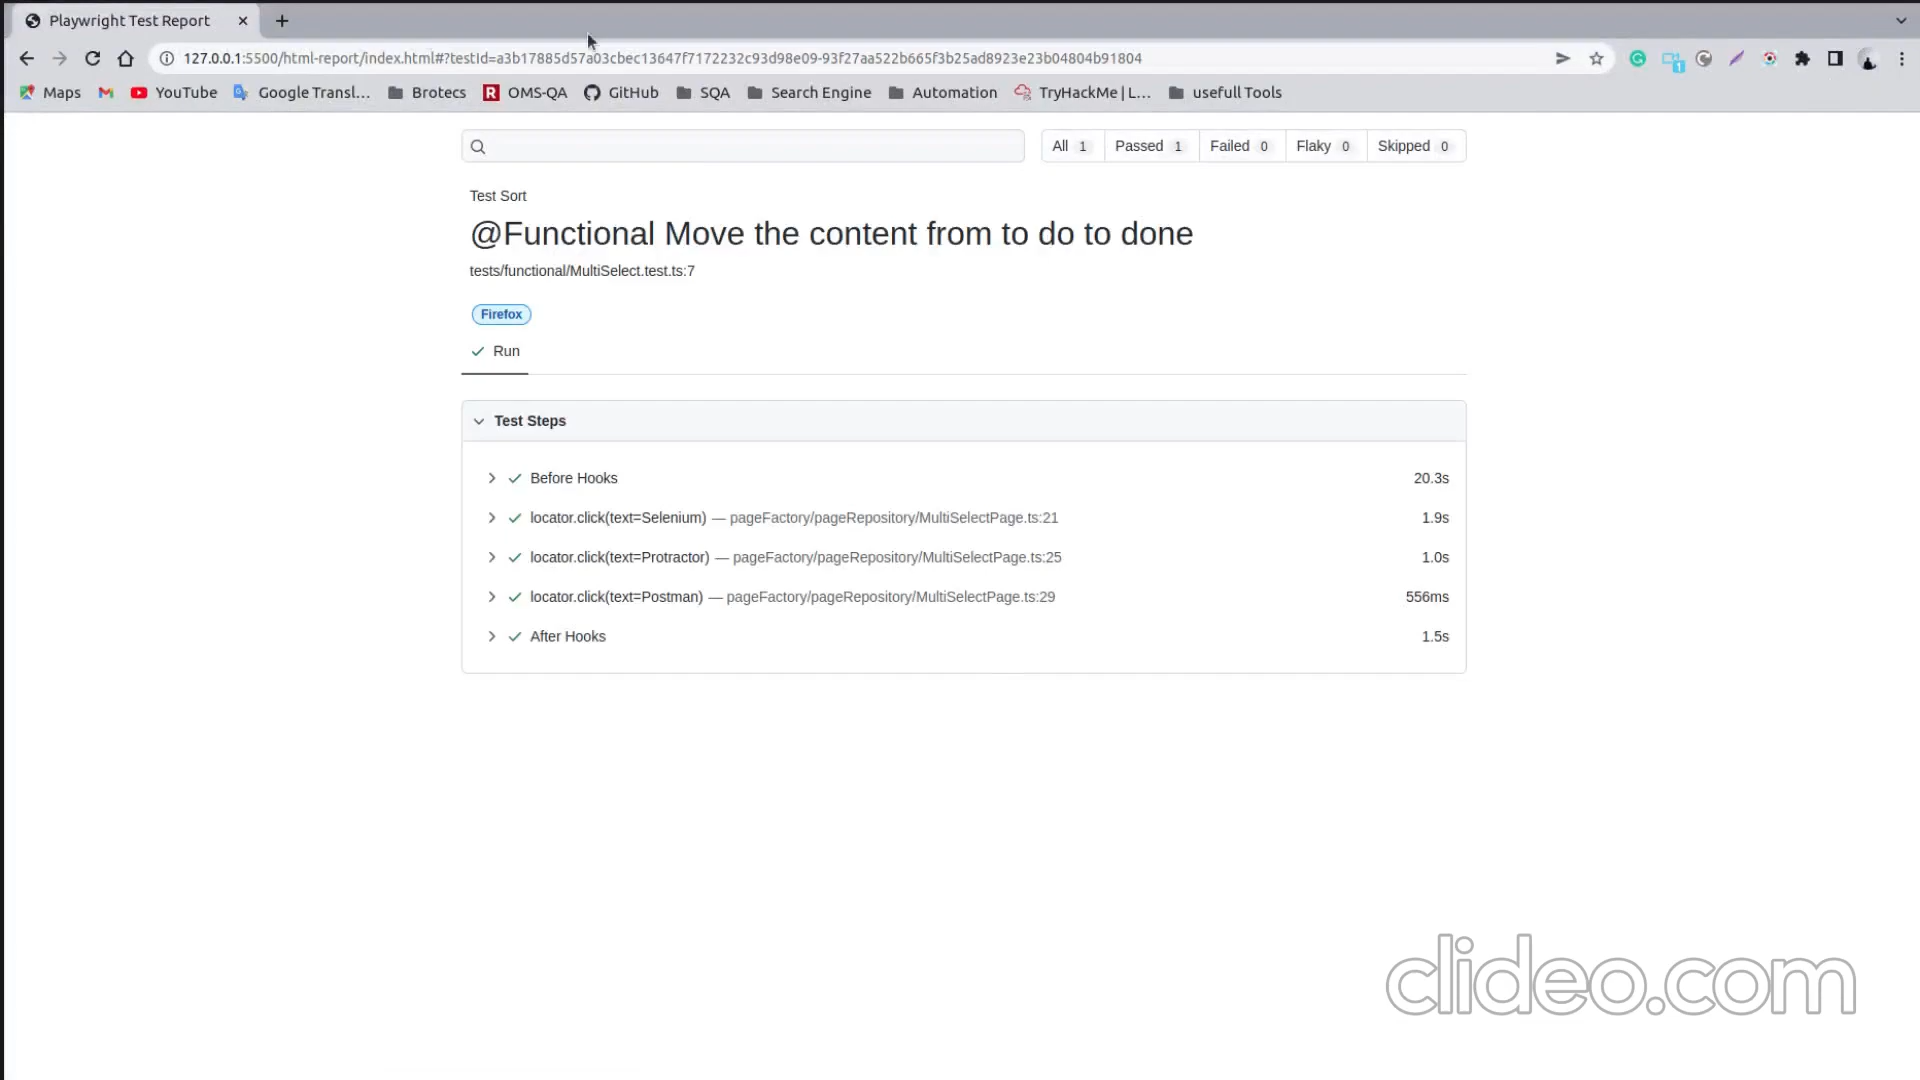 Playwright Test Report
127.0.0.1:5500/html-report/index.html#?testId=a3b17885d57a03cbec13647f7172232c93d98e09-93f27aa522b665f3b25ad8923e23b04804b91804
Maps YouTube Google Transl... Brotecs OMS-QA GitHub SQA Search Engine Automation TryHackMe | L... usefull Tools
All 1 Passed 1 Failed 0 Flaky 0 Skipped 0
Test Sort
@Functional Move the content from to do to done
tests/functional/MultiSelect.test.ts:7
Firefox
Run
Test Steps
Before Hooks 20.3s
locator.click(text=Selenium) — pageFactory/pageRepository/MultiSelectPage.ts:21 1.9s
locator.click(text=Protractor) — pageFactory/pageRepository/MultiSelectPage.ts:25 1.0s
locator.click(text=Postman) — pageFactory/pageRepository/MultiSelectPage.ts:29 556ms
After Hooks 1.5s
clideo.com